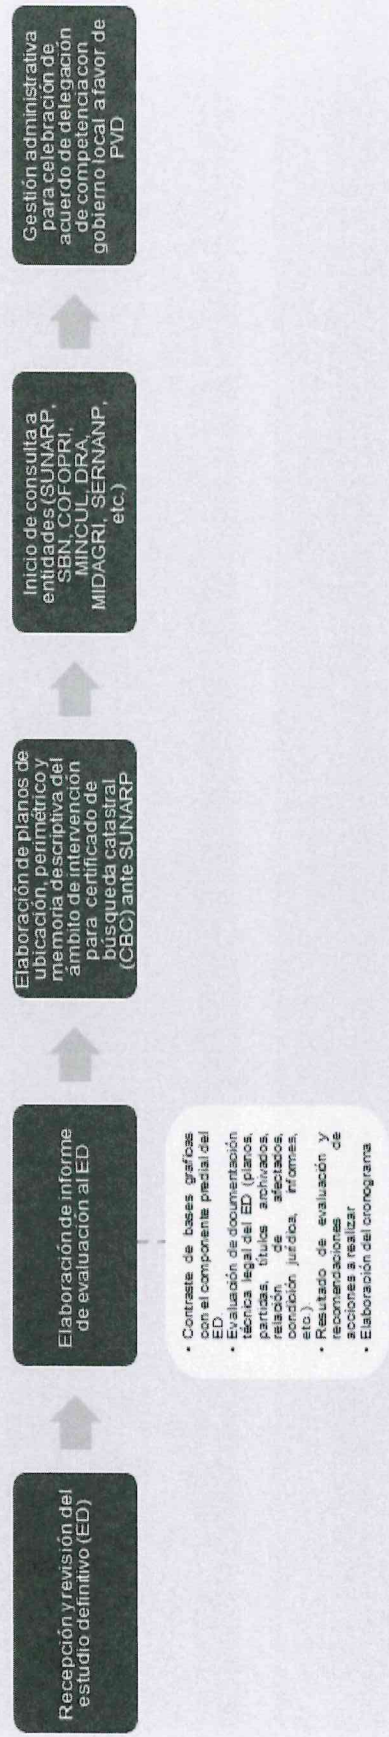 Recepción y revisión del
estudio definitivo (ED)
Elaboración de informe
de evaluación al ED
• Contraste de bases graficas
con el componente predial del
ED.
• Evaluación de documentación
técnica legal del ED (planos,
partidas, títulos archivados,
relación de afectados,
condición jurídica, informes,
etc.).
• Resutado de evaluación y
recomendaciones de
acciones a realizar
• Elaboración del cronograma
Elaboración de planos de
ubicación, perimétrico y
memoria descriptiva del
ámbito de intervención
para certificado de
búsqueda catastral
(CBC) ante SUNARP
Inicio de consulta a
entidades (SUNARP,
SBN, COFOPRI,
MINCUL, DRA,
MIDAGRI, SERNANP,
etc.)
Gestión administrativa
para celebración de
acuerdo de delegación
de competencia con
gobierno local a favor de
PVD